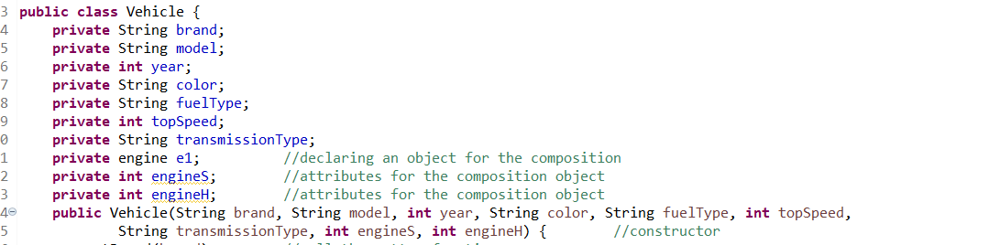 3 public class Vehicle {
4     private String brand;
5     private String model;
6     private int year;
7     private String color;
8     private String fuelType;
9     private int topSpeed;
0     private String transmissionType;
1     private engine e1;          //declaring an object for the composition
2     private int engineS;        //attributes for the composition object
3     private int engineH;        //attributes for the composition object
4     public Vehicle(String brand, String model, int year, String color, String fuelType, int topSpeed,
5             String transmissionType, int engineS, int engineH) {        //constructor